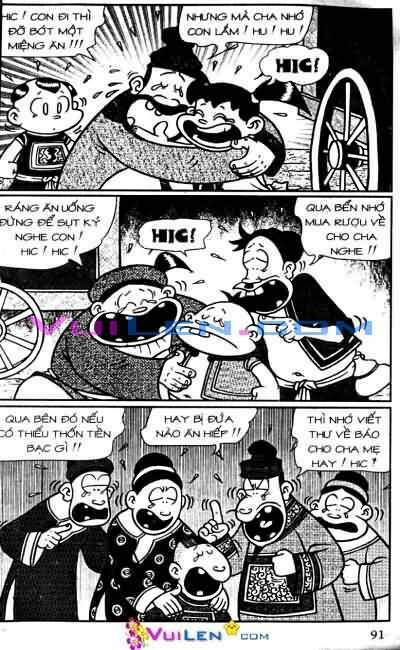 HIC! CON ĐI THÌ
ĐỠ BỚT MỘT
MIỆNG ĂN!!!
NHƯNG MÀ CHA NHỚ
CON LẮM! HU! HU!
HIC!
RÁNG ĂN UỐNG
ĐỪNG ĐỂ SỤT KÝ
NGHE CON!
HIC! HIC!
HIC!
QUA BỂN NHỚ
MUA RƯỢU VỀ
CHO CHA
NGHE!!
VUILEN.COM
QUA BÊN ĐÓ NẾU
CÓ THIẾU THỐN TIỀN
BẠC GÌ!!
HAY BỊ ĐỨA
NÀO ĂN HIẾP!!
THÌ NHỚ VIẾT
THƯ VỀ BÁO
CHO CHA MẸ
HAY! HIC?
91
VUILEN.COM